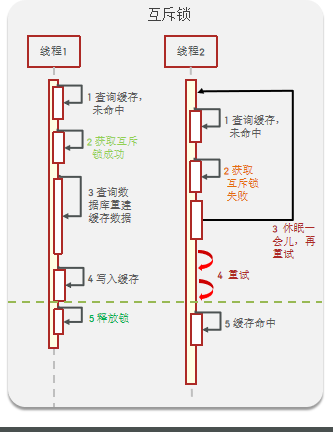 互斥锁
线程1
线程2
1 查询缓存，
未命中
2 获取互斥
锁成功
3 查询数
据库重建
缓存数据
4 写入缓存
5 释放锁
1 查询缓存，
未命中
2 获取
互斥锁
失败
3 休眠一
会儿，再
重试
4 重试
5 缓存命中